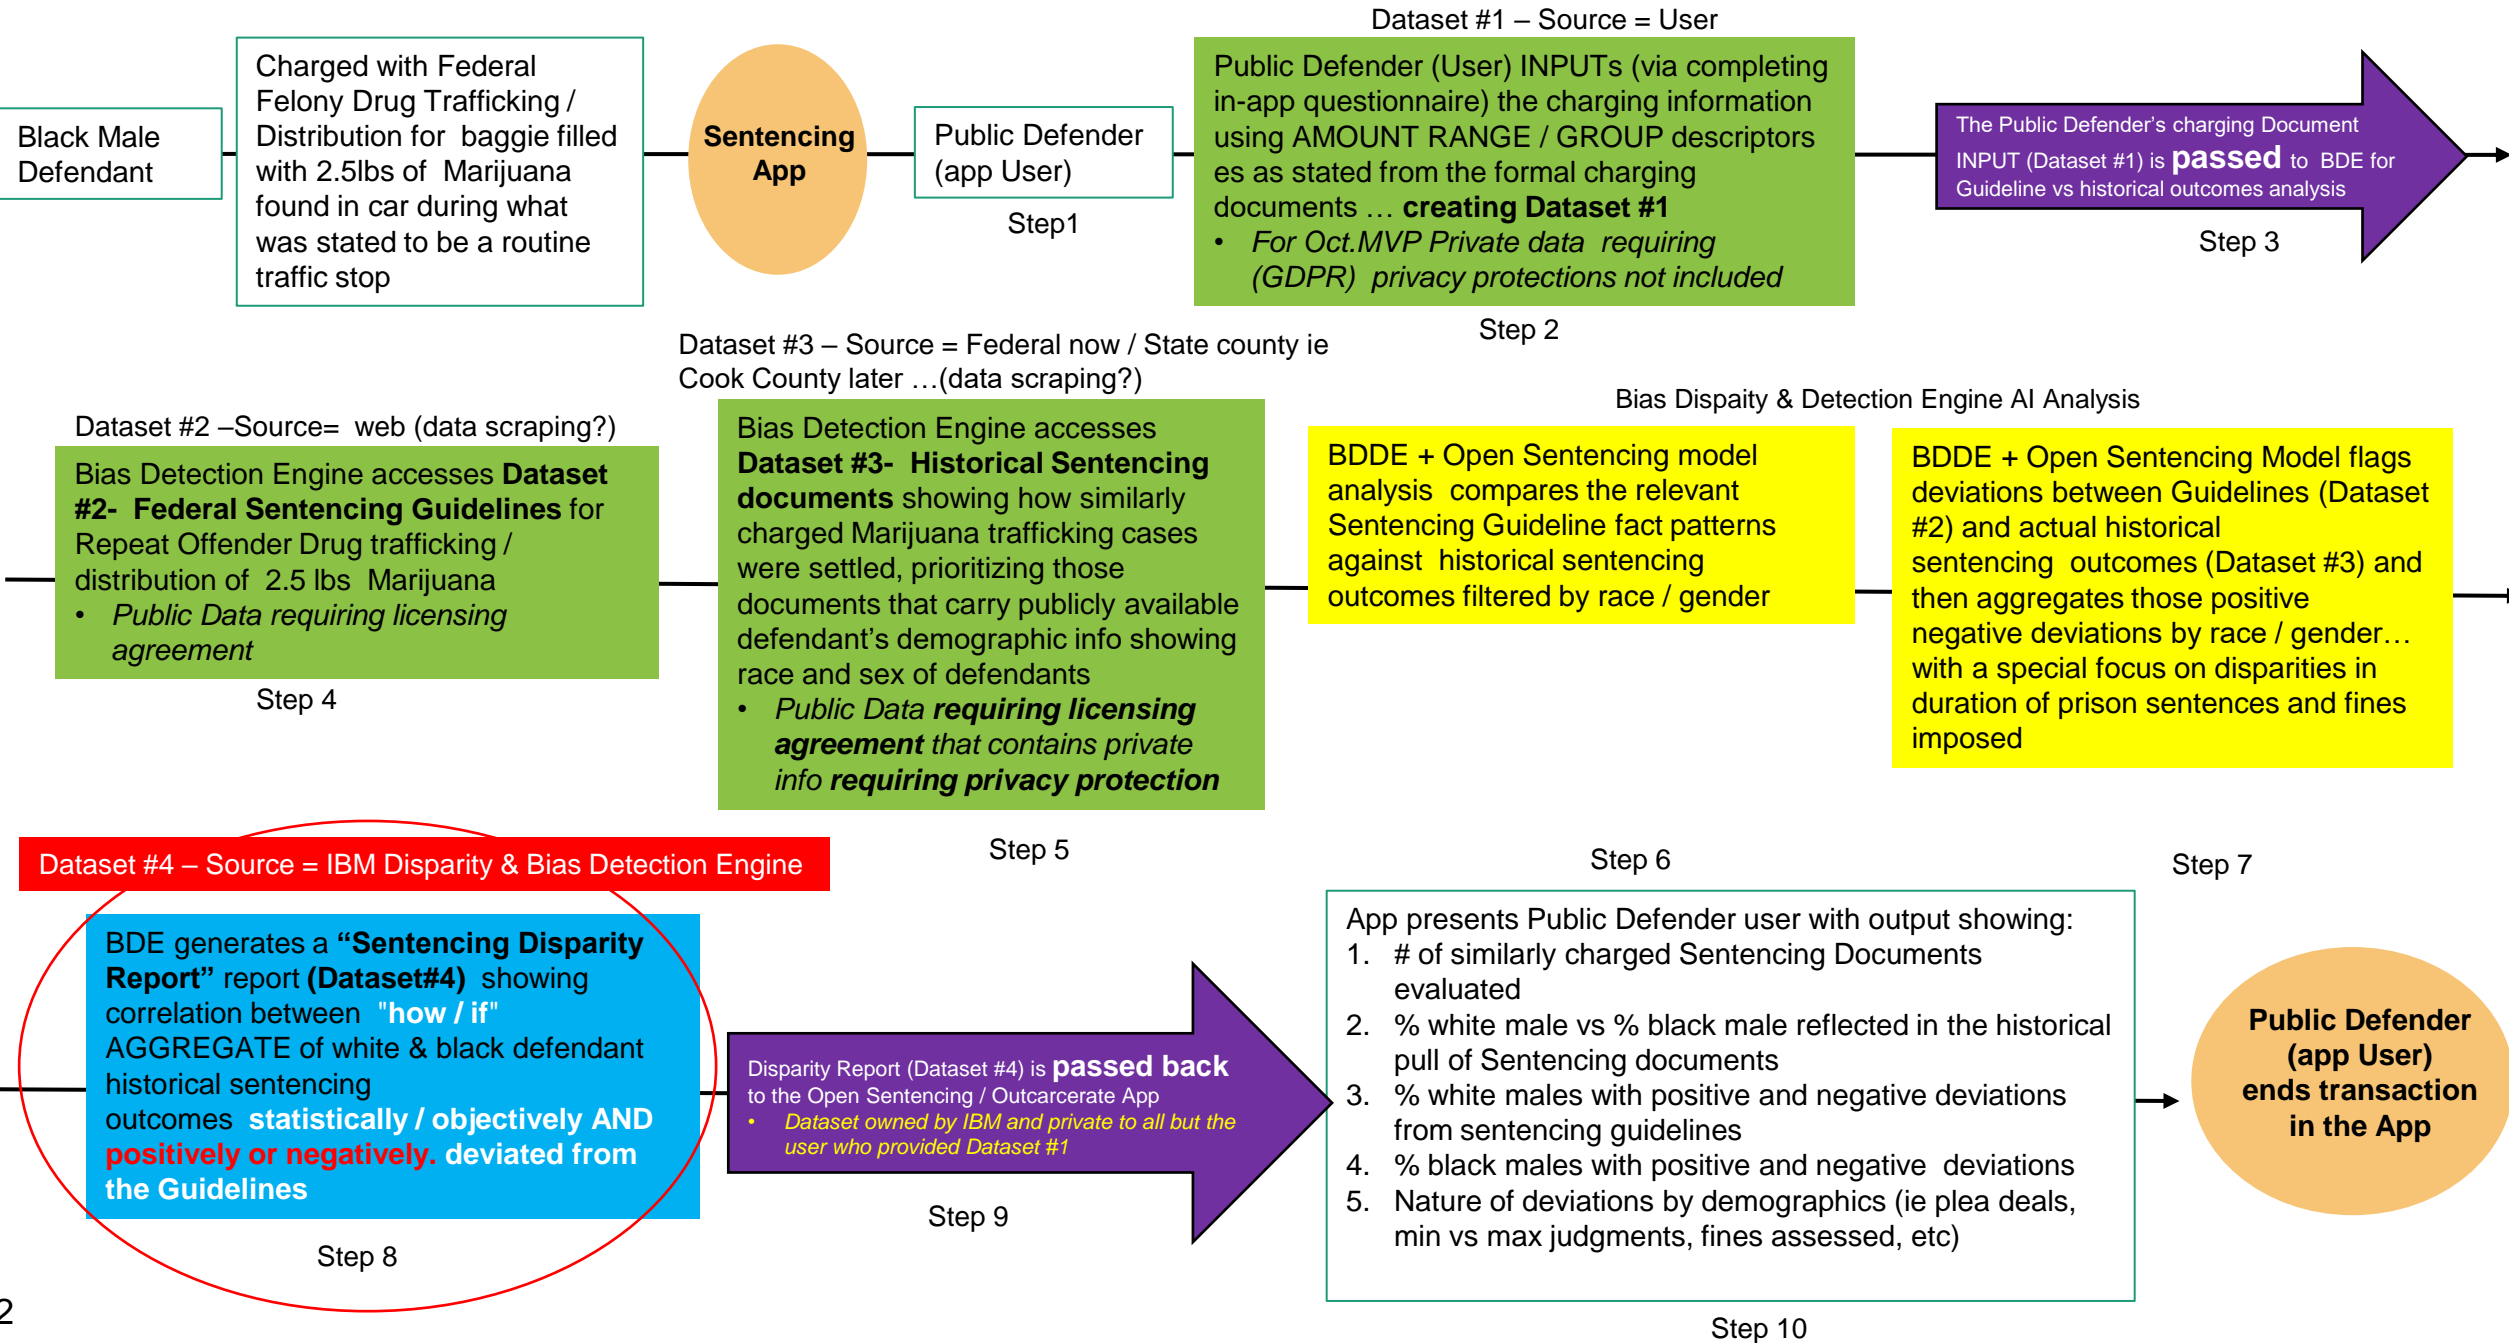 Dataset #1 – Source = User
Black Male
Defendant
Charged with Federal
Felony Drug Trafficking /
Distribution for  baggie filled
with 2.5lbs of  Marijuana
found in car during what
was stated to be a routine
traffic stop
Sentencing
App
Public Defender
(app User)
Step1
Public Defender (User) INPUTs (via completing
in-app questionnaire) the charging information
using AMOUNT RANGE / GROUP descriptors
es as stated from the formal charging
documents … creating Dataset #1
• For Oct.MVP Private data  requiring
(GDPR)  privacy protections not included
Step 2
The Public Defender's charging Document
INPUT (Dataset #1) is passed to  BDE for
Guideline vs historical outcomes analysis
Step 3
Dataset #2 –Source=  web (data scraping?)
Bias Detection Engine accesses Dataset
#2-  Federal Sentencing Guidelines for
Repeat Offender Drug trafficking /
distribution of  2.5 lbs  Marijuana
• Public Data requiring licensing
agreement
Step 4
Dataset #3 – Source = Federal now / State county ie
Cook County later …(data scraping?)
Bias Detection Engine accesses
Dataset #3-  Historical Sentencing
documents showing how similarly
charged Marijuana trafficking cases
were settled, prioritizing those
documents that carry publicly available
defendant's demographic info showing
race and sex of defendants
• Public Data requiring licensing
agreement that contains private
info requiring privacy protection
Step 5
Bias Dispaity & Detection Engine AI Analysis
BDDE + Open Sentencing model
analysis  compares the relevant
Sentencing Guideline fact patterns
against  historical sentencing
outcomes filtered by race / gender
Step 6
BDDE + Open Sentencing Model flags
deviations between Guidelines (Dataset
#2) and actual historical
sentencing  outcomes (Dataset #3) and
then aggregates those positive
negative deviations by race / gender…
with a special focus on disparities in
duration of prison sentences and fines
imposed
Step 7
Dataset #4 – Source = IBM Disparity & Bias Detection Engine
BDE generates a "Sentencing Disparity
Report" report (Dataset#4)  showing
correlation between  "how / if"
AGGREGATE of white & black defendant
historical sentencing
outcomes  statistically / objectively AND
positively or negatively. deviated from
the Guidelines
Step 8
Disparity Report (Dataset #4) is passed back
to the Open Sentencing / Outcarcerate App
• Dataset owned by IBM and private to all but the
user who provided Dataset #1
Step 9
App presents Public Defender user with output showing:
1. # of similarly charged Sentencing Documents
evaluated
2. % white male vs % black male reflected in the historical
pull of Sentencing documents
3. % white males with positive and negative deviations
from sentencing guidelines
4. % black males with positive and negative  deviations
5. Nature of deviations by demographics (ie plea deals,
min vs max judgments, fines assessed, etc)
Step 10
Public Defender
(app User)
ends transaction
in the App
2